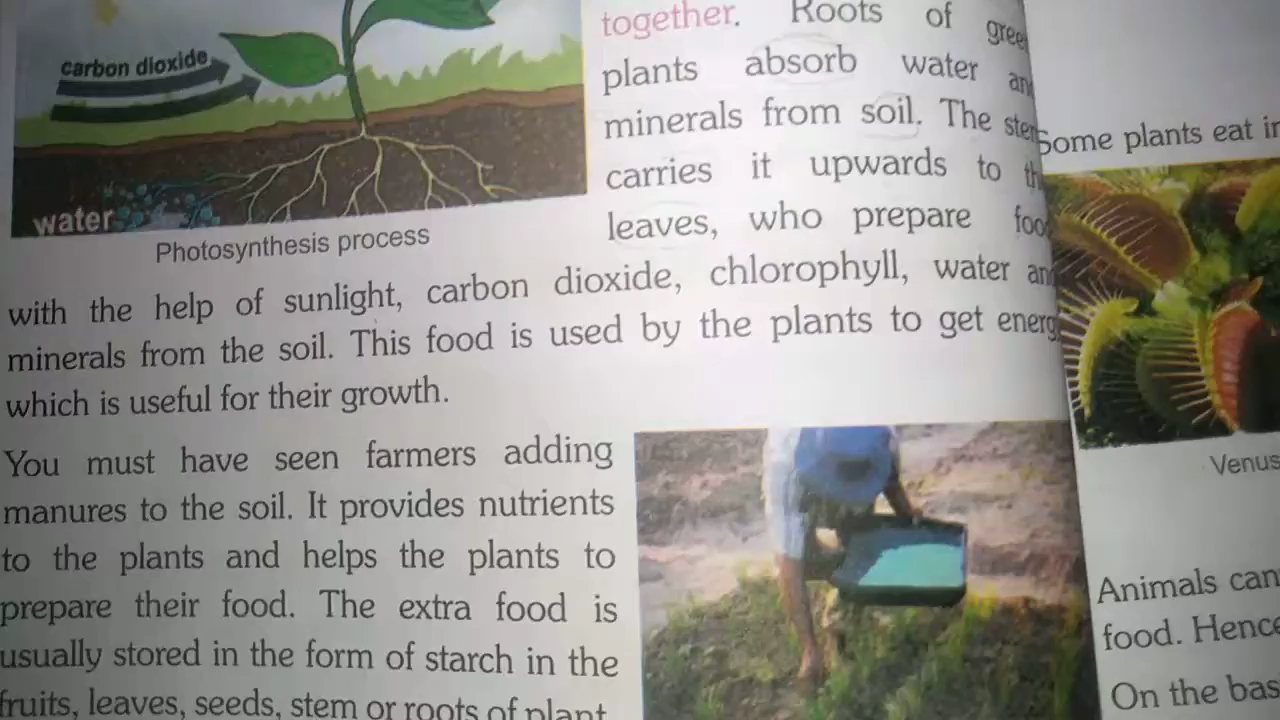 carbon dioxide
water
Photosynthesis process
together. Roots of
plants absorb water
minerals from soil. The
carries it upwards to
leaves, who prepare
with the help of sunlight, carbon dioxide, chlorophyll, water
minerals from the soil. This food is used by the plants to get
which is useful for their growth.
You must have seen farmers adding
manures to the soil. It provides nutrients
to the plants and helps the plants to
prepare their food. The extra food is
usually stored in the form of starch in the
fruits, leaves, seeds, stem or roots of plant
Some plants eat
Venus
Animals can
food. Hence
On the